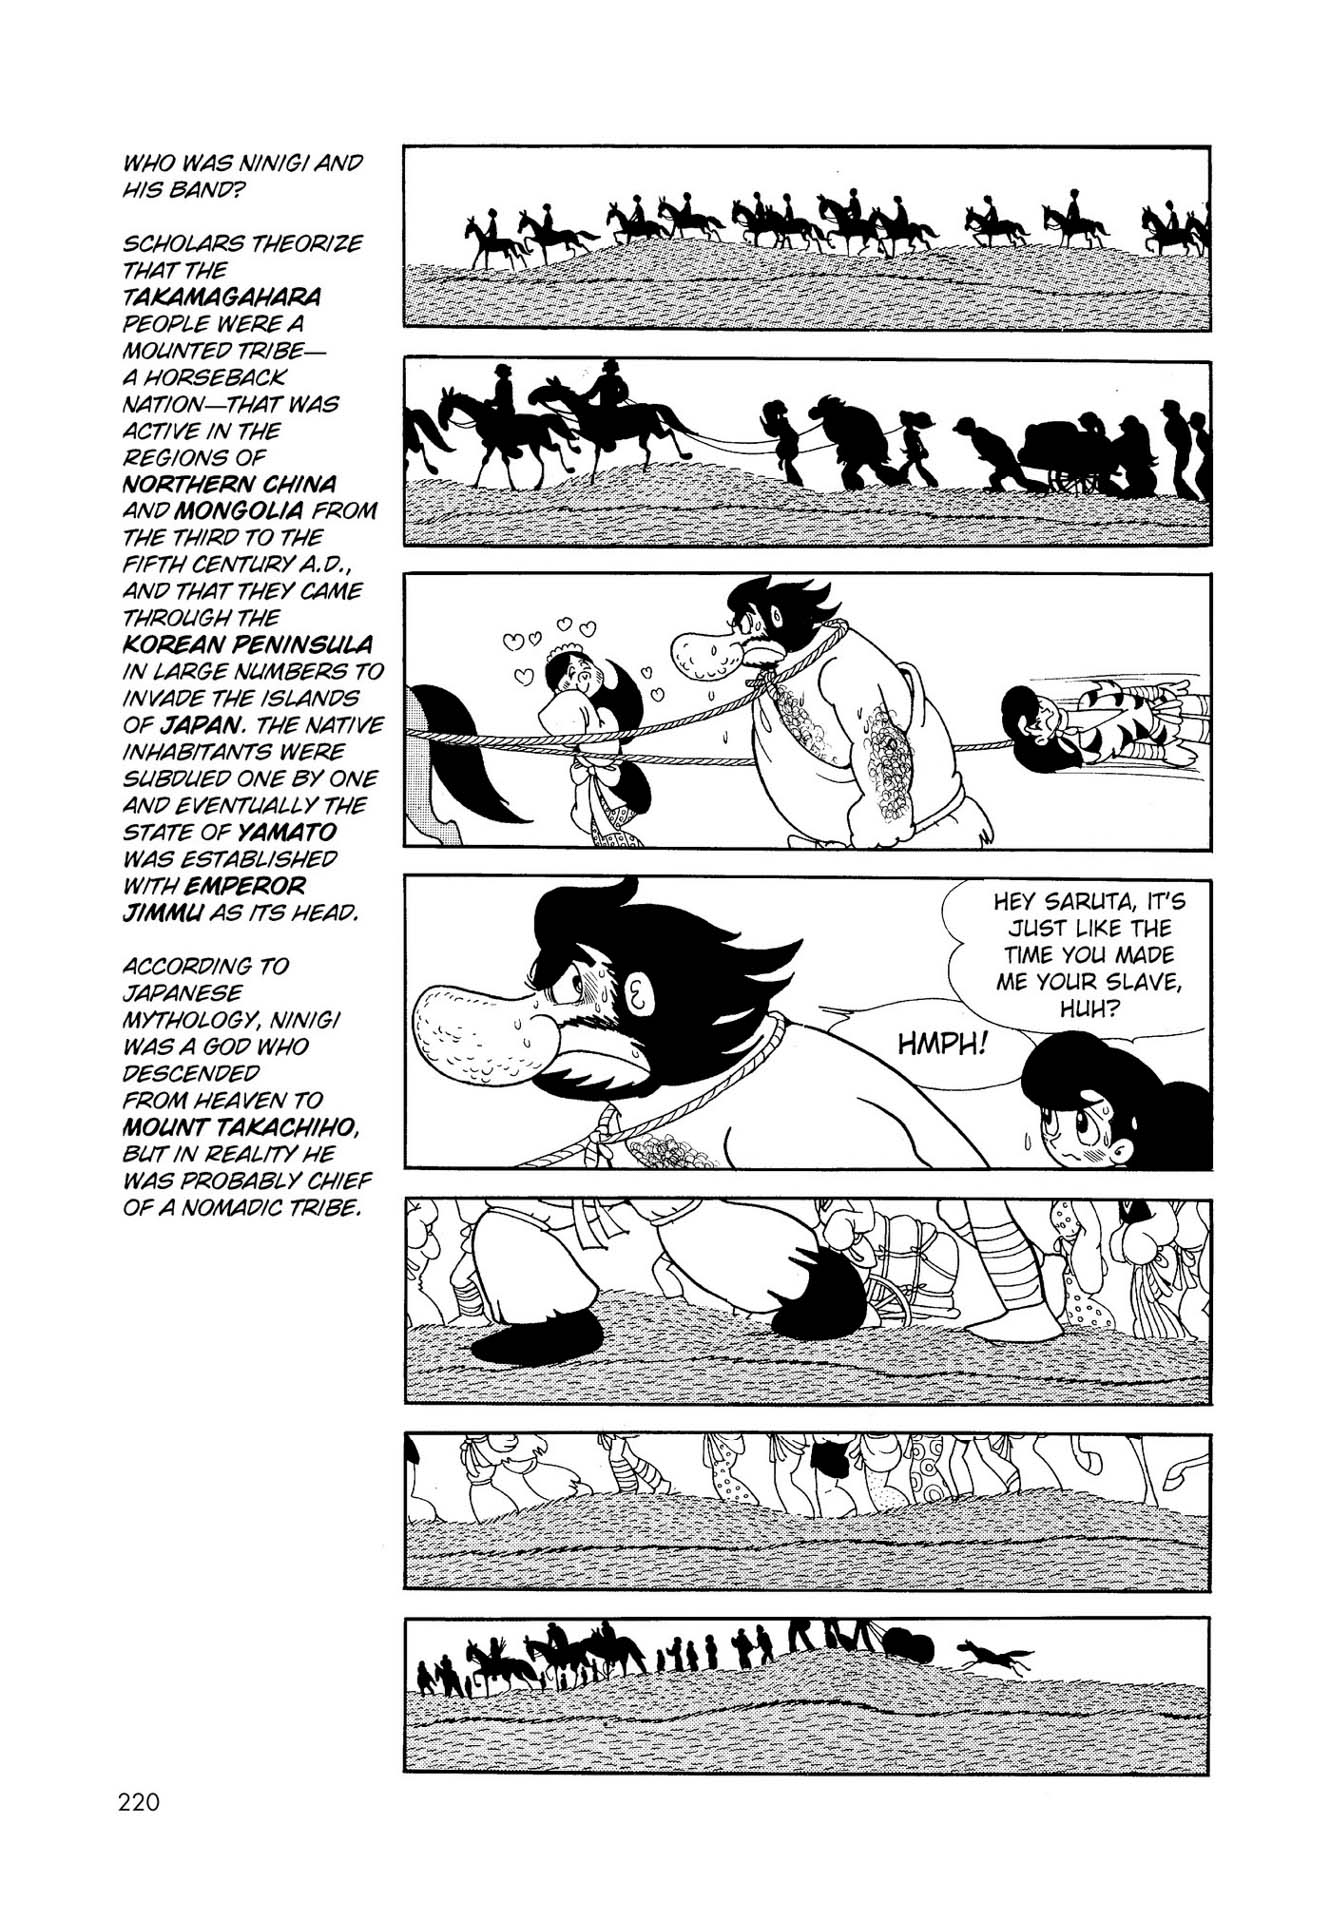 WHO WAS NINIGI AND
HIS BAND?
SCHOLARS THEORIZE
THAT THE
TAKAMAGAHARA
PEOPLE WERE A
MOUNTED TRIBE—
A HORSEBACK
NATION—THAT WAS
ACTIVE IN THE
REGIONS OF
NORTHERN CHINA
AND MONGOLIA FROM
THE THIRD TO THE
FIFTH CENTURY A.D.,
AND THAT THEY CAME
THROUGH THE
KOREAN PENINSULA
IN LARGE NUMBERS TO
INVADE THE ISLANDS
OF JAPAN. THE NATIVE
INHABITANTS WERE
SUBDUED ONE BY ONE
AND EVENTUALLY THE
STATE OF YAMATO
WAS ESTABLISHED
WITH EMPEROR
JIMMU AS ITS HEAD.
ACCORDING TO
JAPANESE
MYTHOLOGY, NINIGI
WAS A GOD WHO
DESCENDED
FROM HEAVEN TO
MOUNT TAKACHIHO,
BUT IN REALITY HE
WAS PROBABLY CHIEF
OF A NOMADIC TRIBE.
HEY SARUTA, IT'S
JUST LIKE THE
TIME YOU MADE
ME YOUR SLAVE,
HUH?
HMPH!
220